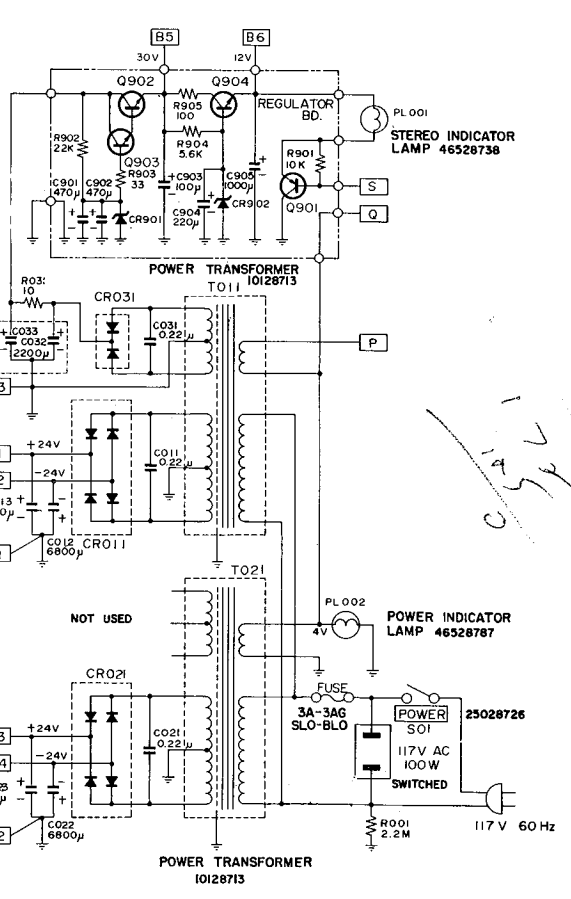 B5 B6
30V 12V
Q902 Q904
R905
100
REGULATOR
BD.
PL001
STEREO INDICATOR
LAMP 46528738
R902
22K
R904
5.6K
Q903
R903
33
R901
10K
C901
470µ
C902
470µ
C903
100µ
C905
1000µ
S
CR901
C904
220µ
CR902
Q901
Q
POWER TRANSFORMER
10128713
10
CR031
T011
C033
C032
2200µ
C031
0.22µ
P
3
+24V
-24V
C011
0.22µ
2
C012
6800µ
CR011
T021
NOT USED
PL002
4V
POWER INDICATOR
LAMP 46528787
CR021
FUSE
3A-3AG
SLO-BLO
POWER
S01
25028726
3
+24V
-24V
4
C021
0.22µ
117V AC
100W
SWITCHED
2
C022
6800µ
R001
2.2M
117V 60Hz
POWER TRANSFORMER
10128713